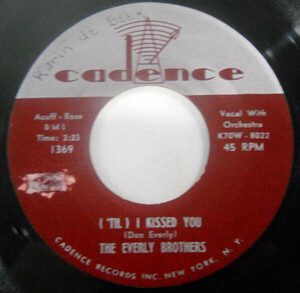 cadence
Acuff - Rose
BMI
Time: 2:23
1369
Vocal With
Orchestra
K70W - 8022
45 RPM
('TIL) I KISSED YOU
(Don Everly)
THE EVERLY BROTHERS
CADENCE RECORDS INC. NEW YORK, N. Y.